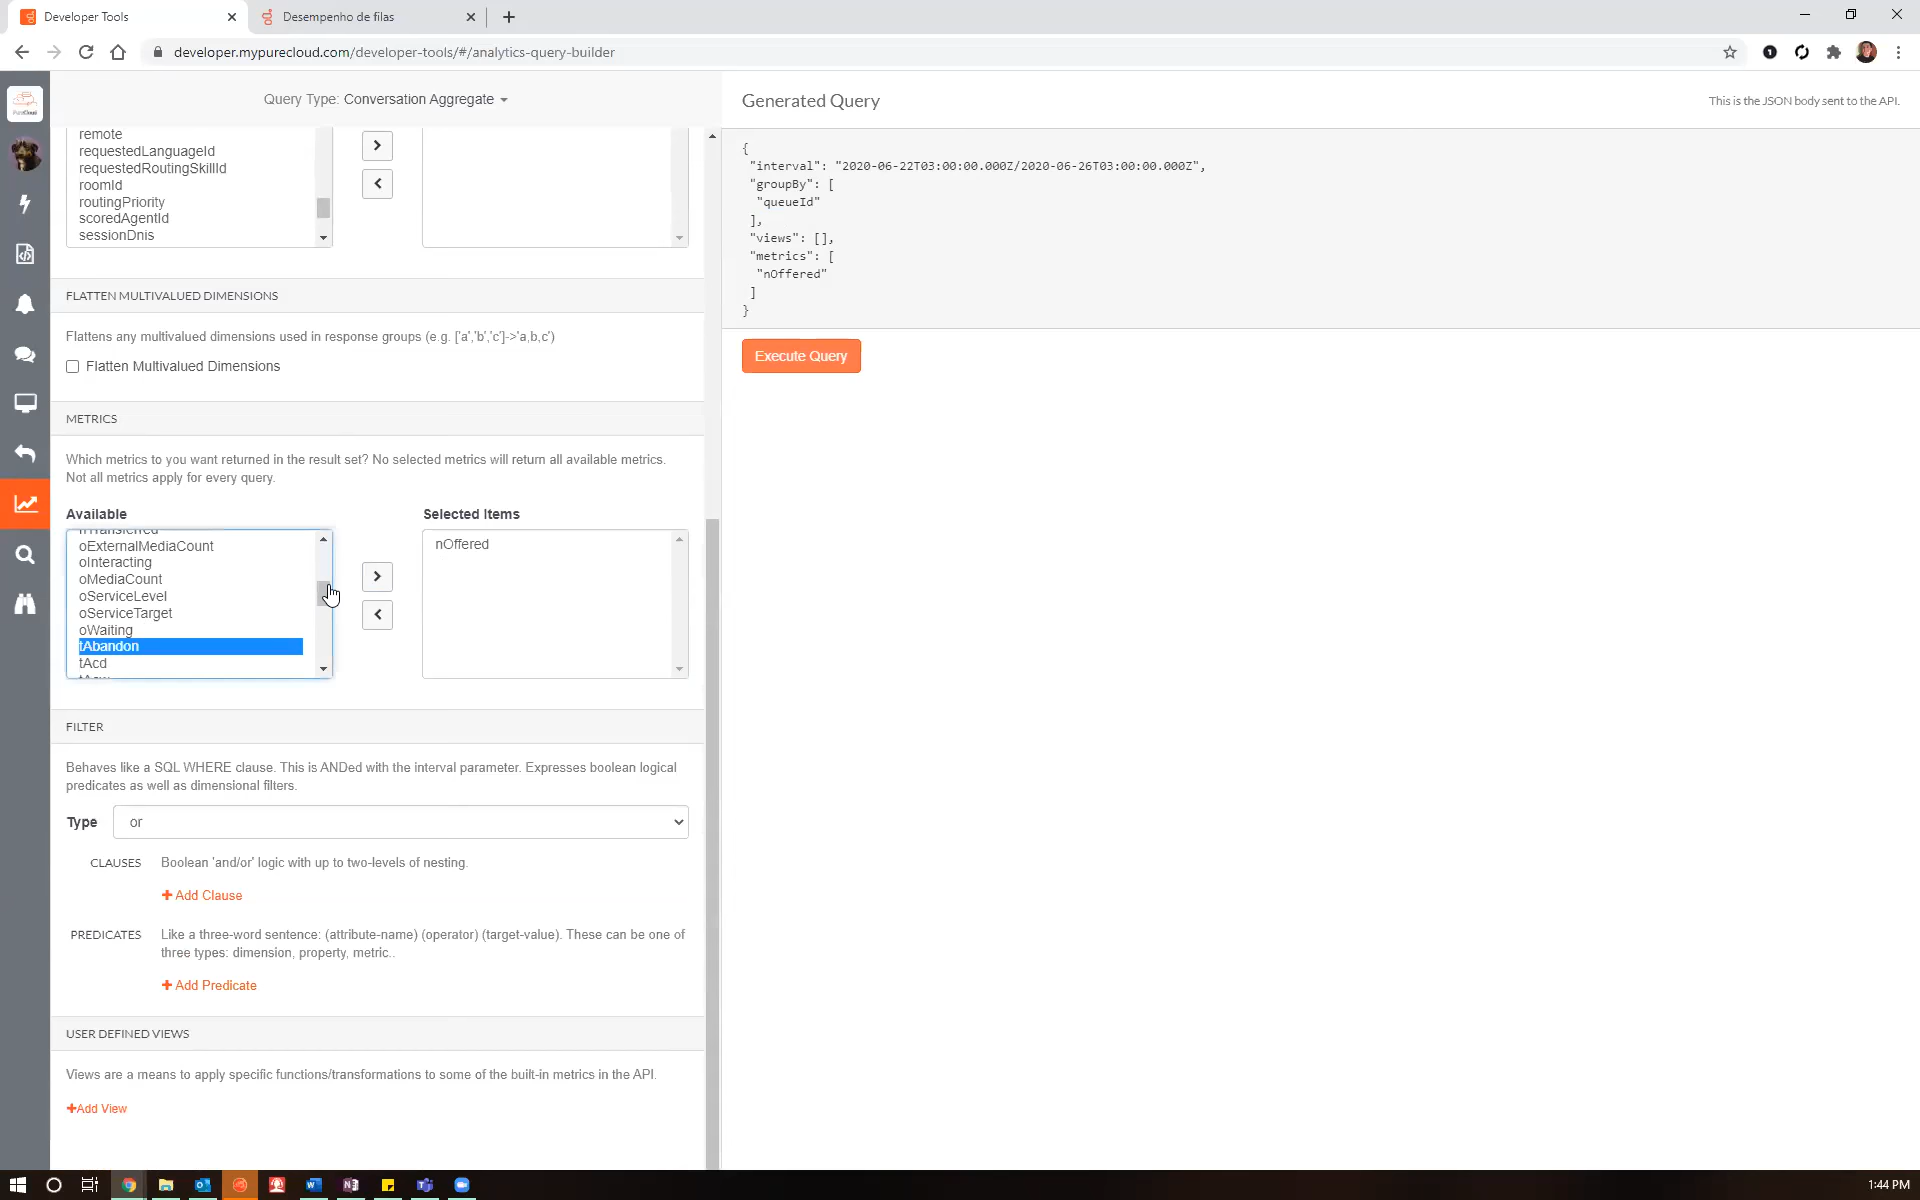 Developer Tools
Desempenho de filas
developer.mypurecloud.com/developer-tools/#/analytics-query-builder
Query Type: Conversation Aggregate
Generated Query
This is the JSON body sent to the API.
remote
requestedLanguageId
requestedRoutingSkillId
roomId
routingPriority
scoredAgentId
sessionDnis
{
"interval": "2020-06-22T03:00:00.000Z/2020-06-26T03:00:00.000Z",
"groupBy": [
"queueId"
],
"views": [],
"metrics": [
"nOffered"
]
}
Execute Query
FLATTEN MULTIVALUED DIMENSIONS
Flattens any multivalued dimensions used in response groups (e.g. ['a','b','c']->'a,b,c')
Flatten Multivalued Dimensions
METRICS
Which metrics to you want returned in the result set? No selected metrics will return all available metrics.
Not all metrics apply for every query.
Available
Selected Items
nTransferred
oExternalMediaCount
oInteracting
oMediaCount
oServiceLevel
oServiceTarget
oWaiting
tAbandon
tAcd
nOffered
FILTER
Behaves like a SQL WHERE clause. This is ANDed with the interval parameter. Expresses boolean logical
predicates as well as dimensional filters.
Type
or
CLAUSES
Boolean 'and/or' logic with up to two-levels of nesting.
+ Add Clause
PREDICATES
Like a three-word sentence: (attribute-name) (operator) (target-value). These can be one of
three types: dimension, property, metric..
+ Add Predicate
USER DEFINED VIEWS
Views are a means to apply specific functions/transformations to some of the built-in metrics in the API.
+Add View
1:44 PM